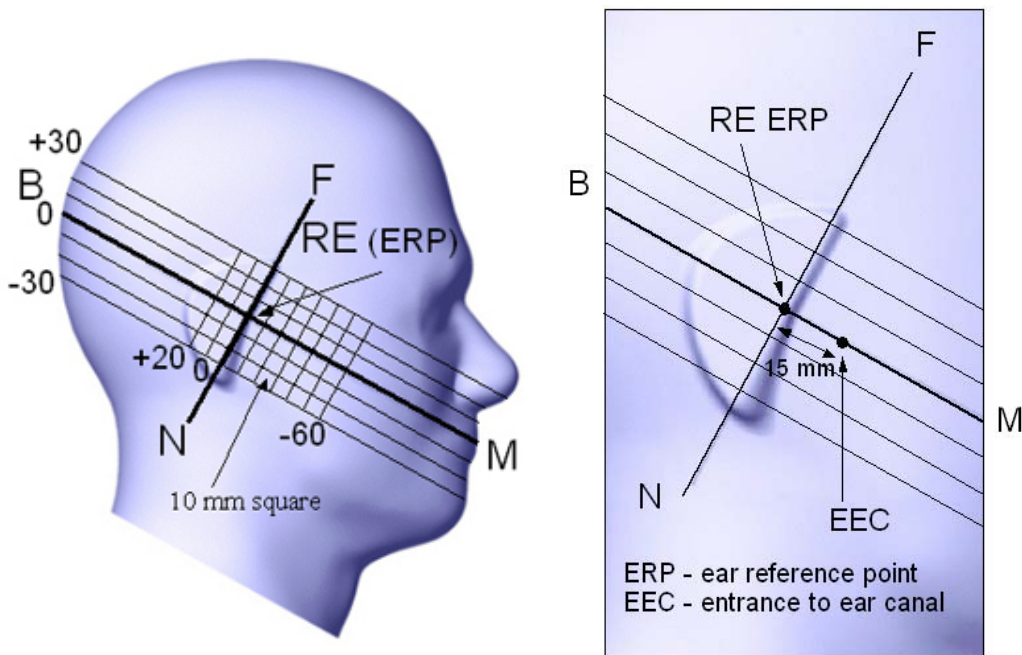 +30
B
0
-30
F
RE (ERP)
+20
0
N
-60
M
10 mm square
F
RE ERP
B
15 mm
M
N
EEC
ERP - ear reference point
EEC - entrance to ear canal